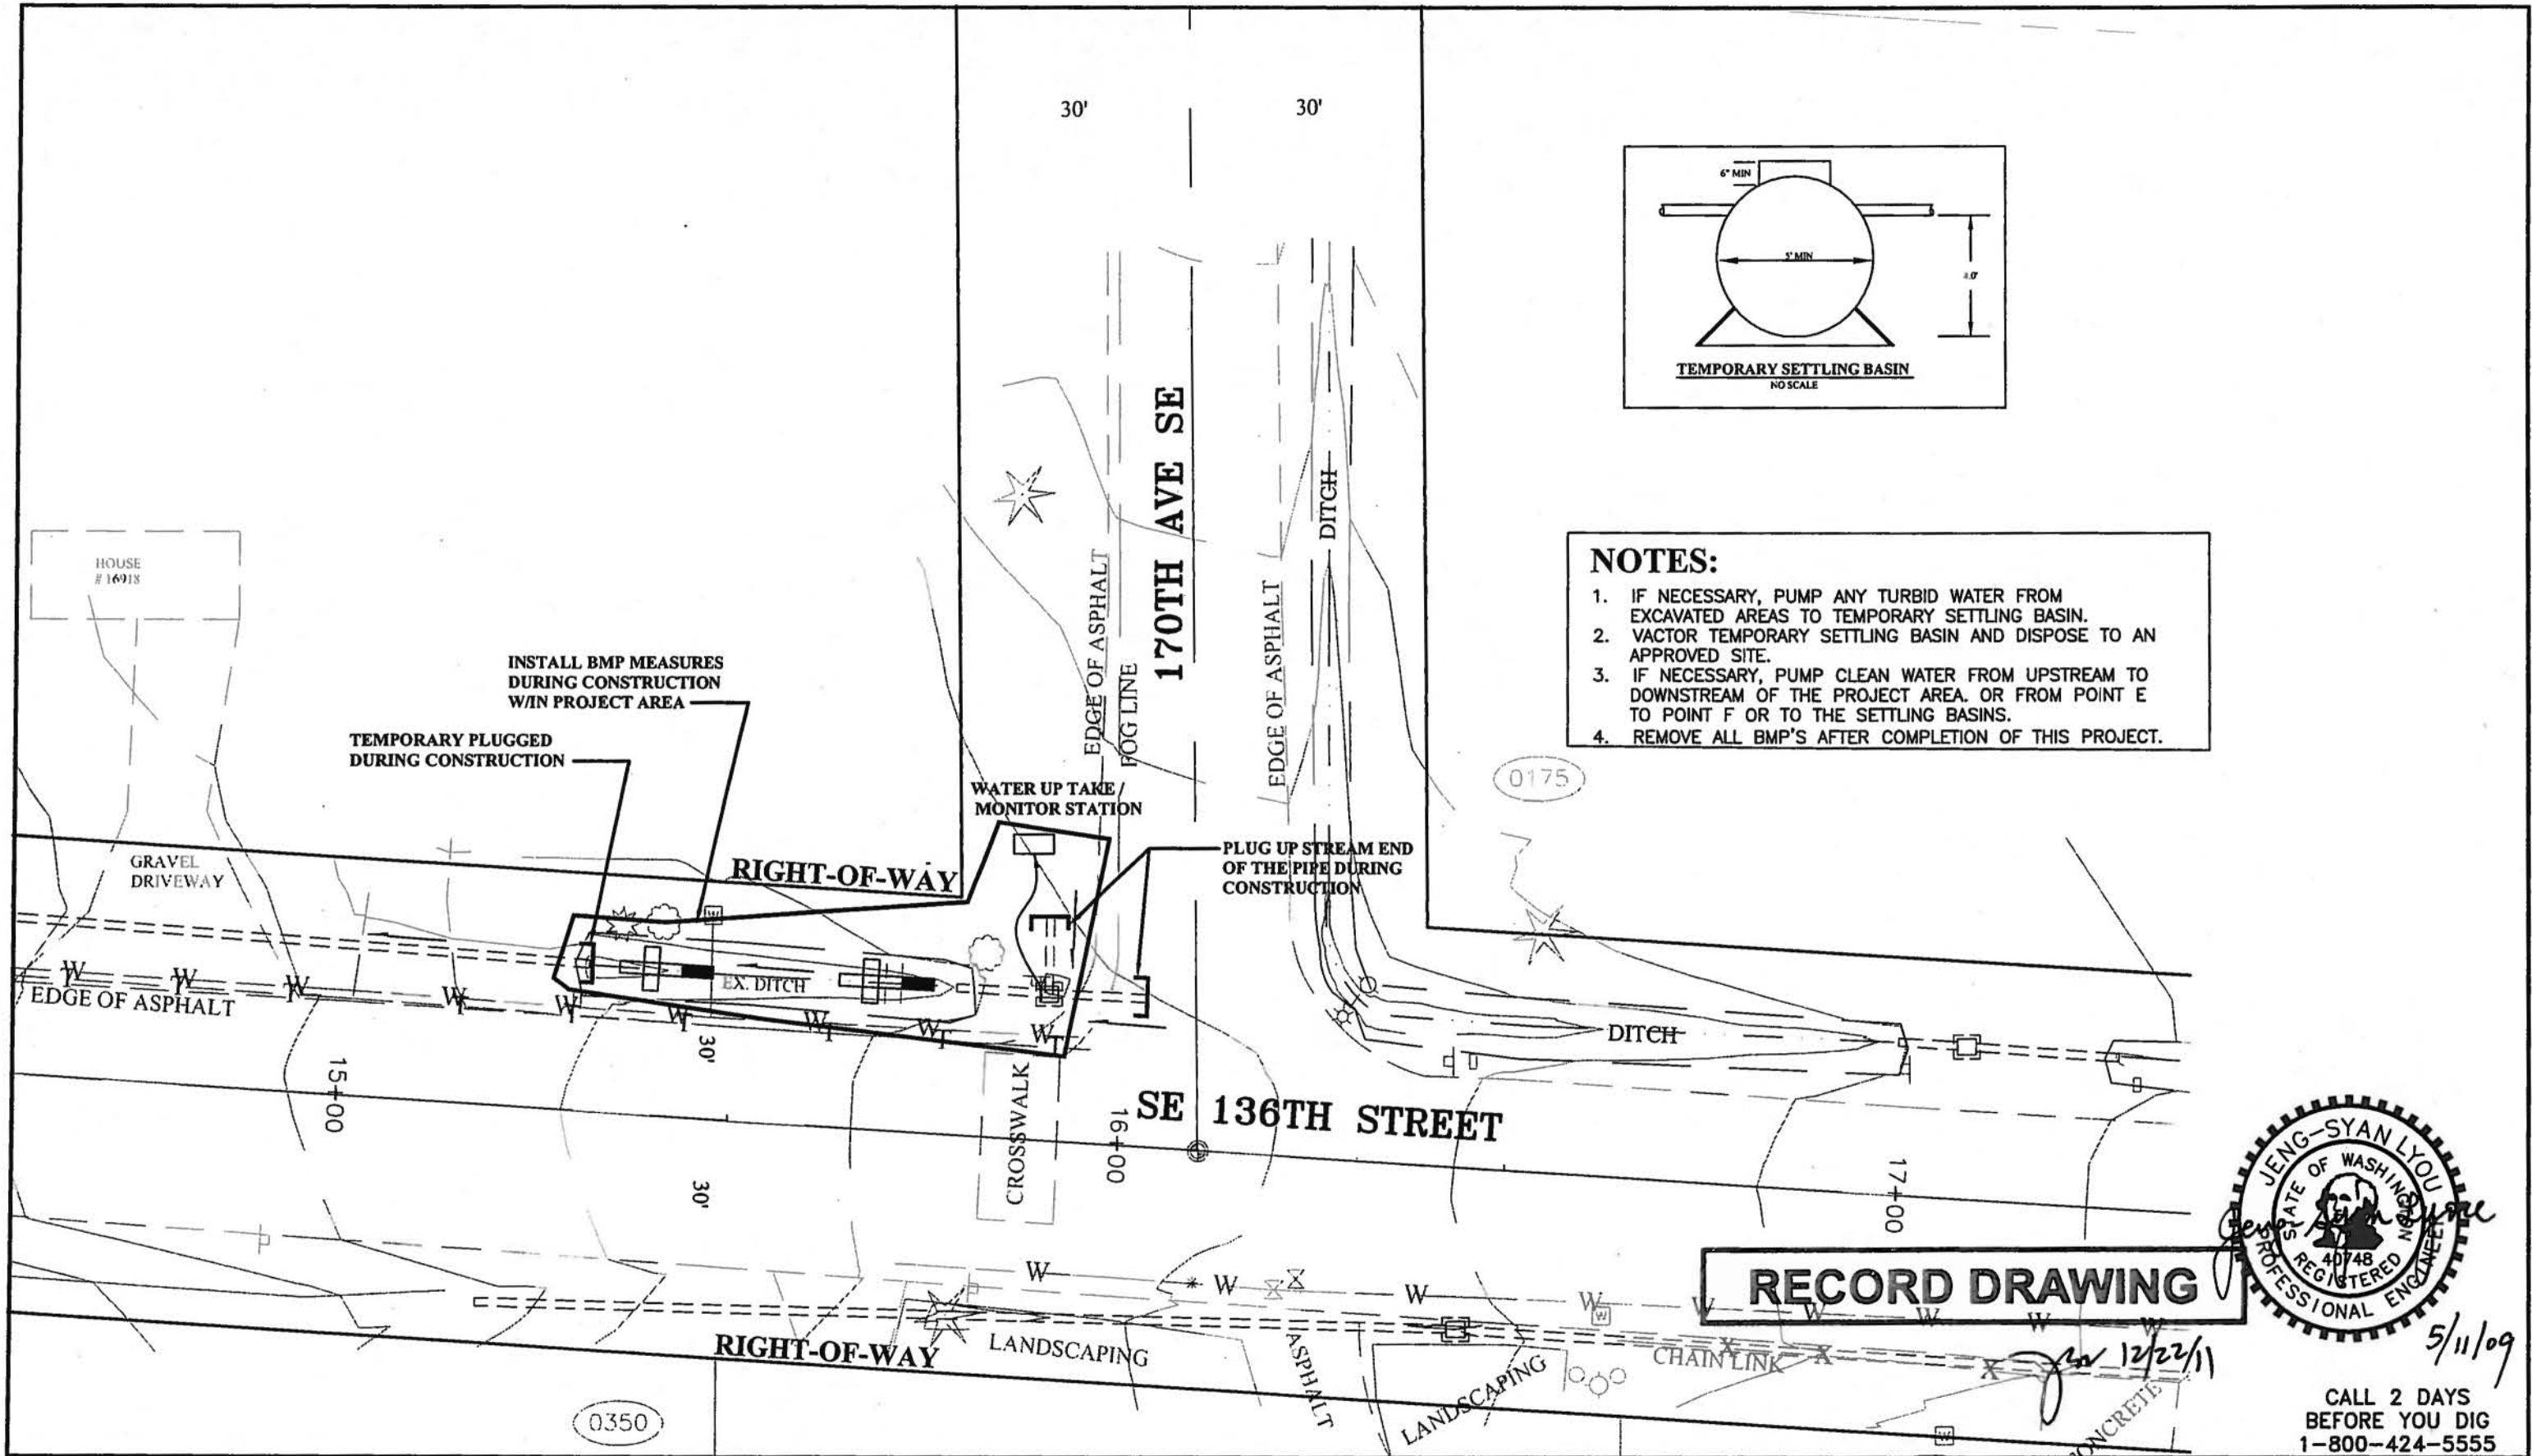 30'
30'
6" MIN
5' MIN
TEMPORARY SETTLING BASIN
NO SCALE
170TH AVE SE
DITCH
EDGE OF ASPHALT
FOG LINE
EDGE OF ASPHALT
HOUSE
# 16918
NOTES:
1. IF NECESSARY, PUMP ANY TURBID WATER FROM
EXCAVATED AREAS TO TEMPORARY SETTLING BASIN.
2. VACTOR TEMPORARY SETTLING BASIN AND DISPOSE TO AN
APPROVED SITE.
3. IF NECESSARY, PUMP CLEAN WATER FROM UPSTREAM TO
DOWNSTREAM OF THE PROJECT AREA. OR FROM POINT E
TO POINT F OR TO THE SETTLING BASINS.
4. REMOVE ALL BMP'S AFTER COMPLETION OF THIS PROJECT.
INSTALL BMP MEASURES
DURING CONSTRUCTION
W/IN PROJECT AREA
TEMPORARY PLUGGED
DURING CONSTRUCTION
WATER UP TAKE /
MONITOR STATION
0175
PLUG UP STREAM END
OF THE PIPE DURING
CONSTRUCTION
GRAVEL
DRIVEWAY
RIGHT-OF-WAY
W
W W W W W W W W W
T T T T T T T T
EX. DITCH
EDGE OF ASPHALT
DITCH
30'
15+00
CROSSWALK
16+00
SE 136TH STREET
17+00
30'
JENG-SYAN LYOU
STATE OF WASHINGTON
40748
REGISTERED
PROFESSIONAL ENGINEER
RECORD DRAWING
W W W W W W W W W
W
RIGHT-OF-WAY
LANDSCAPING
ASPHALT
LANDSCAPING
CHAIN LINK
X X X
12/22/11
5/11/09
0350
W
CALL 2 DAYS
BEFORE YOU DIG
1-800-424-5555